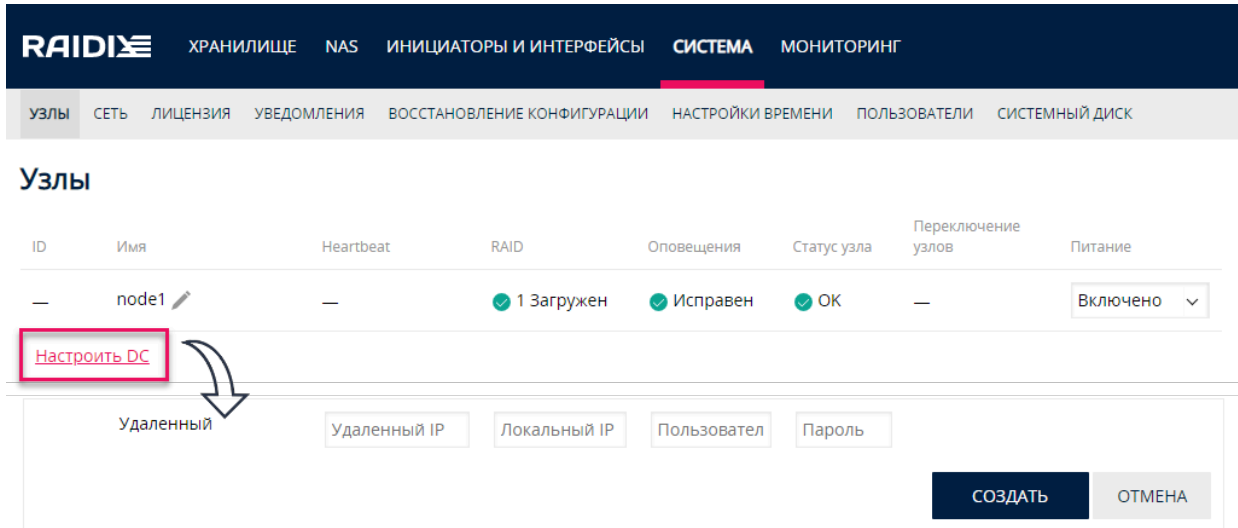 RAIDIX ХРАНИЛИЩЕ NAS ИНИЦИАТОРЫ И ИНТЕРФЕЙСЫ СИСТЕМА МОНИТОРИНГ
УЗЛЫ СЕТЬ ЛИЦЕНЗИЯ УВЕДОМЛЕНИЯ ВОССТАНОВЛЕНИЕ КОНФИГУРАЦИИ НАСТРОЙКИ ВРЕМЕНИ ПОЛЬЗОВАТЕЛИ СИСТЕМНЫЙ ДИСК
Узлы
ID Имя Heartbeat RAID Оповещения Статус узла Переключение узлов Питание
— node1 — 1 Загружен Исправен OK — Включено
Настроить DC
Удаленный Удаленный IP Локальный IP Пользовател Пароль
СОЗДАТЬ ОТМЕНА